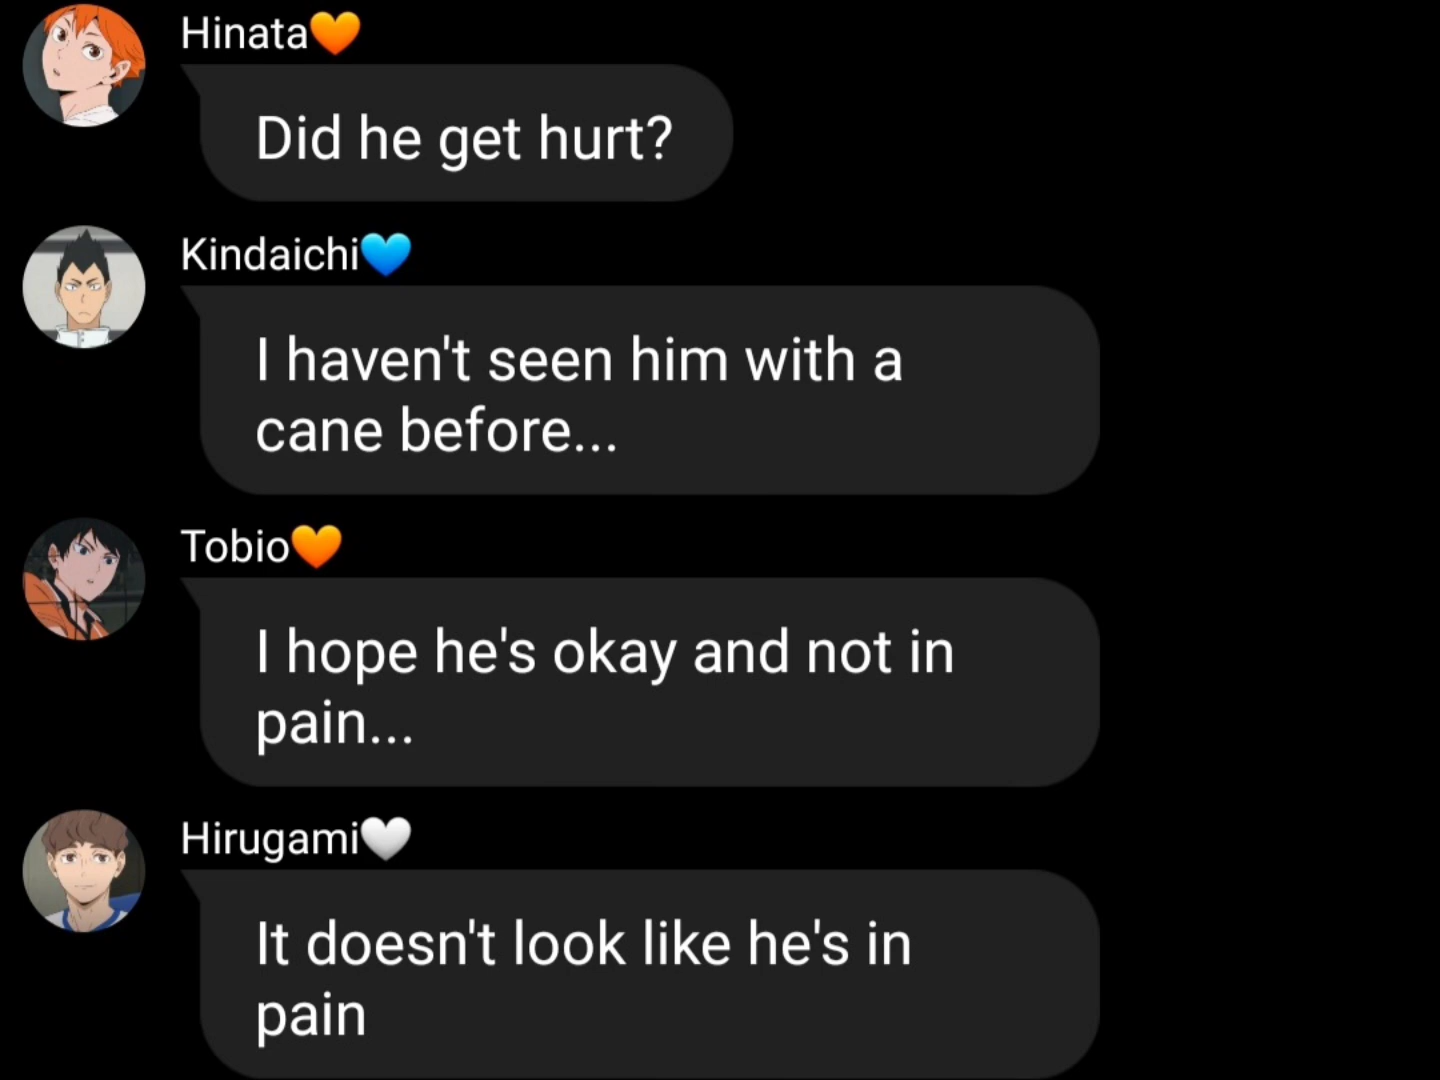 Hinata🧡
Did he get hurt?
Kindaichi💙
I haven't seen him with a
cane before...
Tobio🧡
I hope he's okay and not in
pain...
Hirugami🤍
It doesn't look like he's in
pain